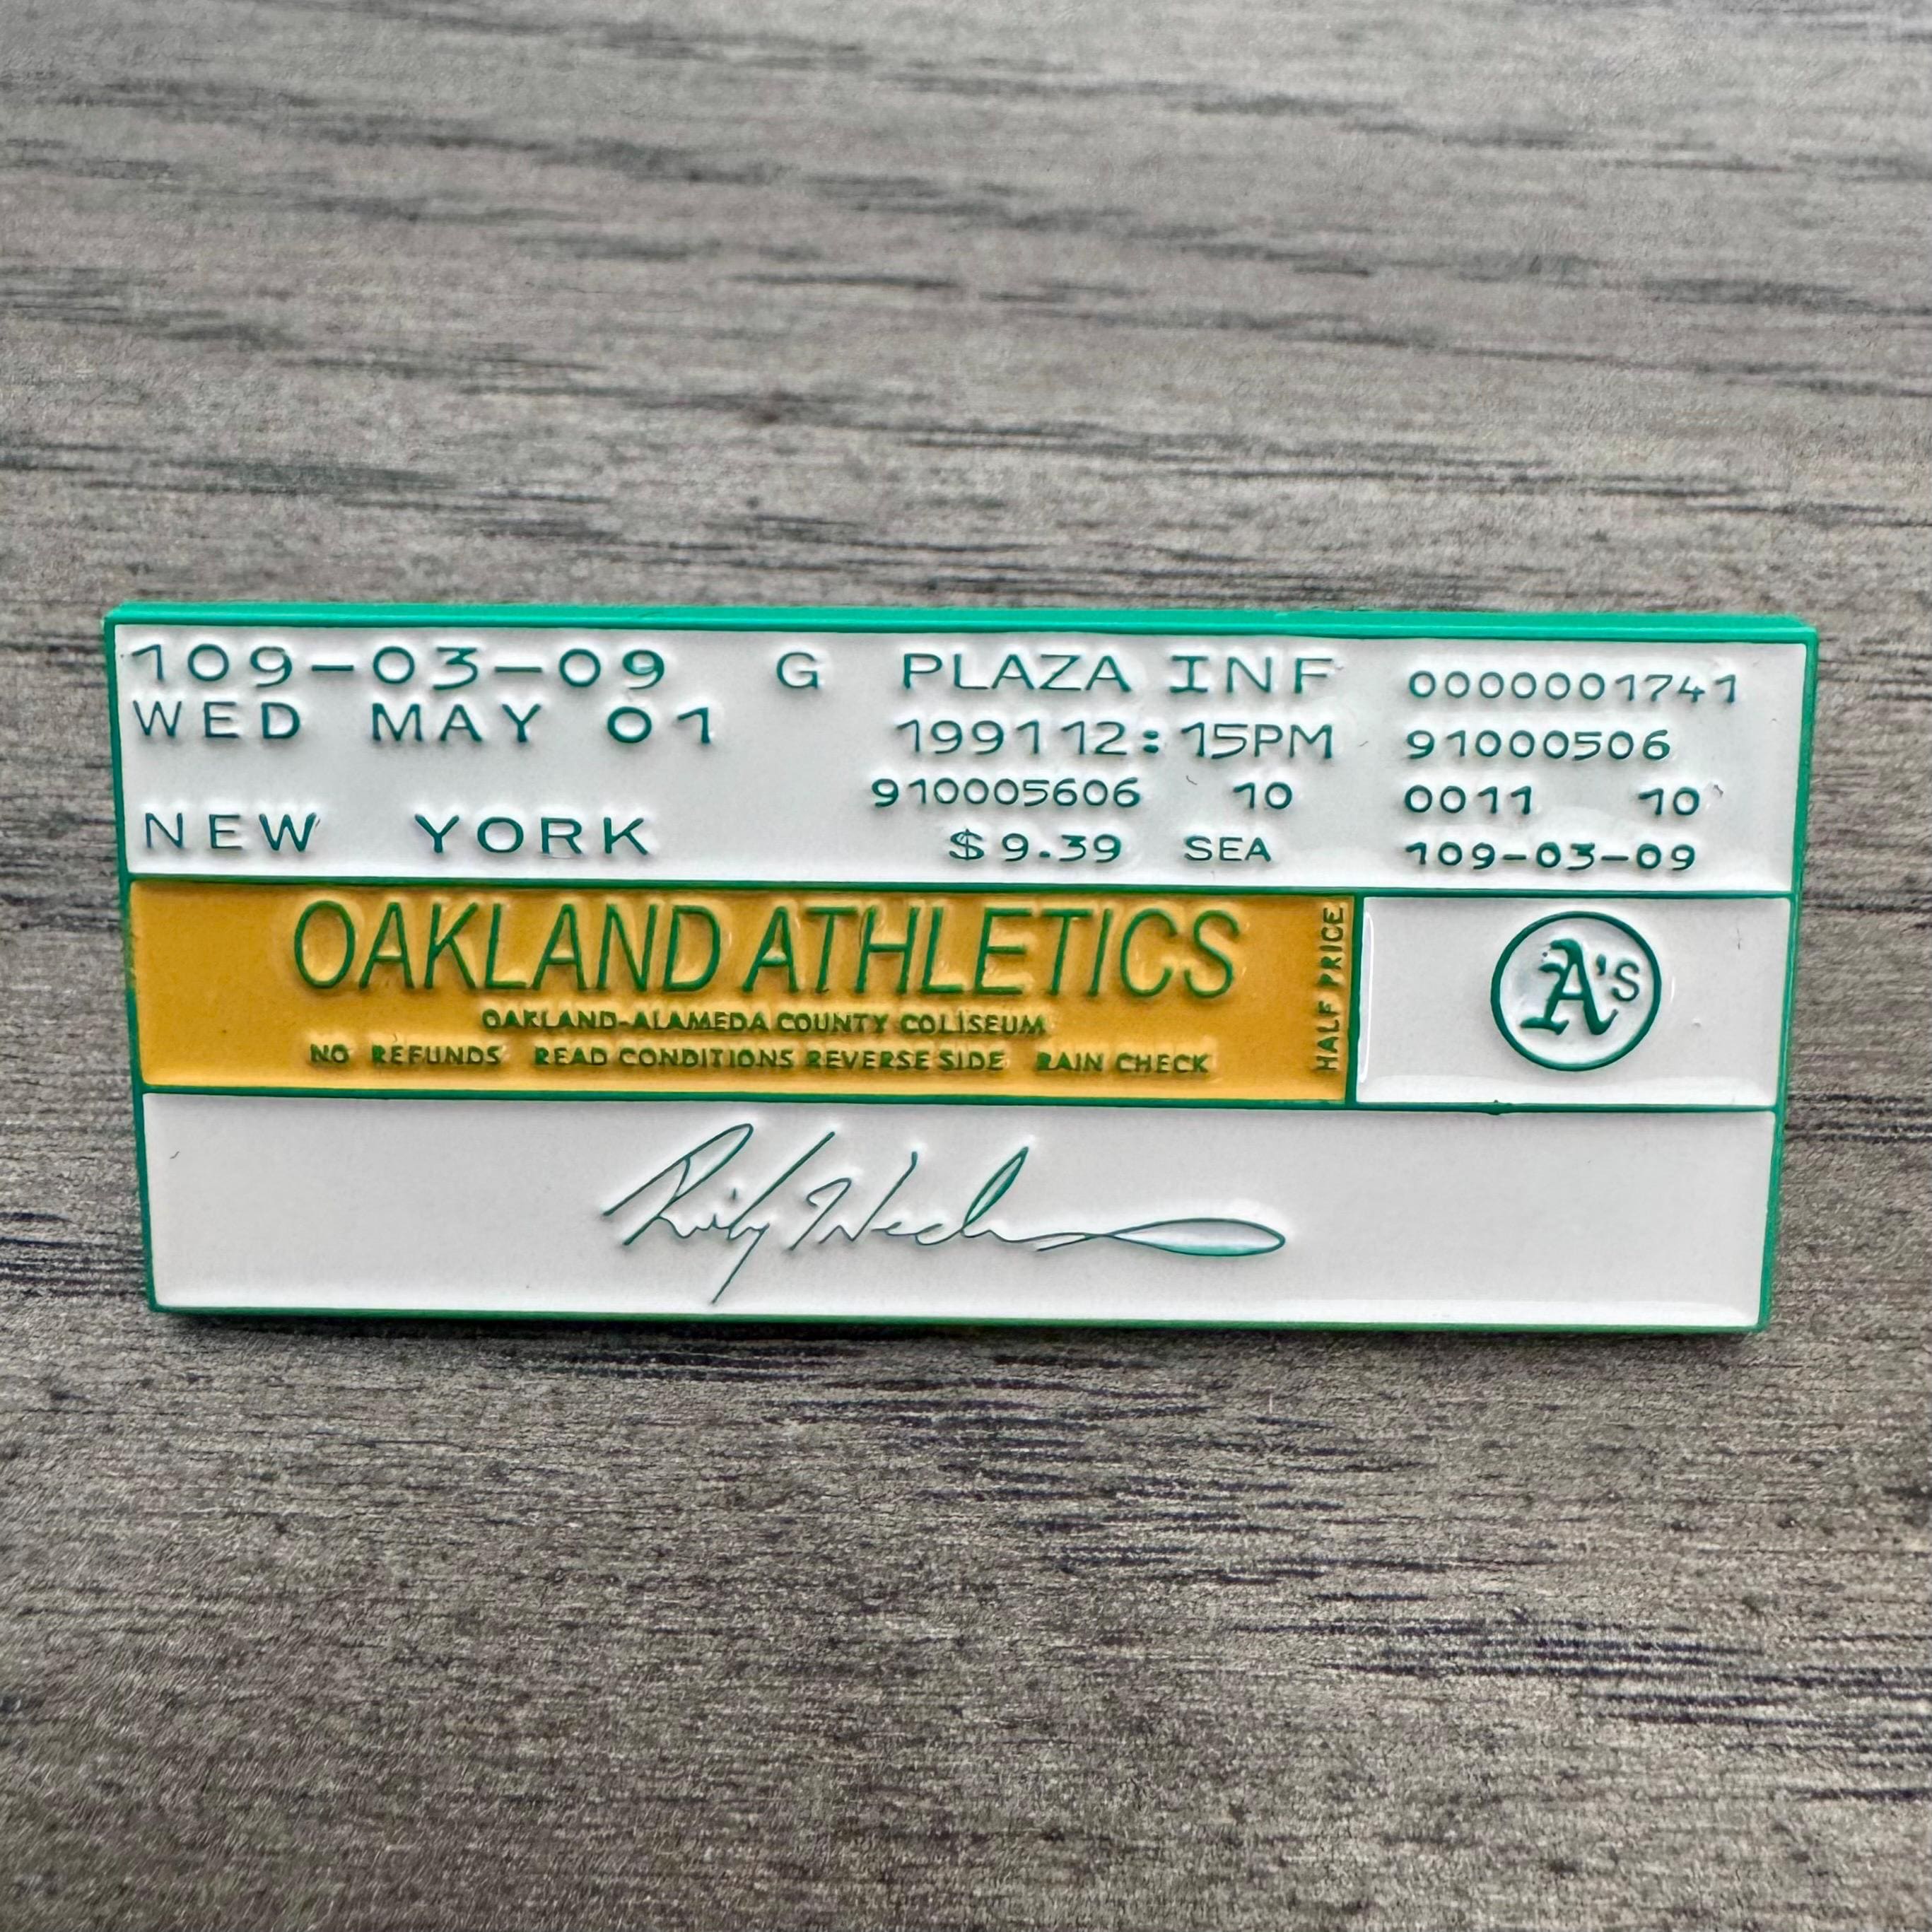 109-03-09 G PLAZA INF 0000001741
WED MAY 01 199112:15PM 91000506
910005606 10 0011 10
NEW YORK $9.39 SEA 109-03-09
OAKLAND ATHLETICS
OAKLAND-ALAMEDA COUNTY COLISEUM
NO REFUNDS READ CONDITIONS REVERSE SIDE RAIN CHECK
HALF PRICE
A's